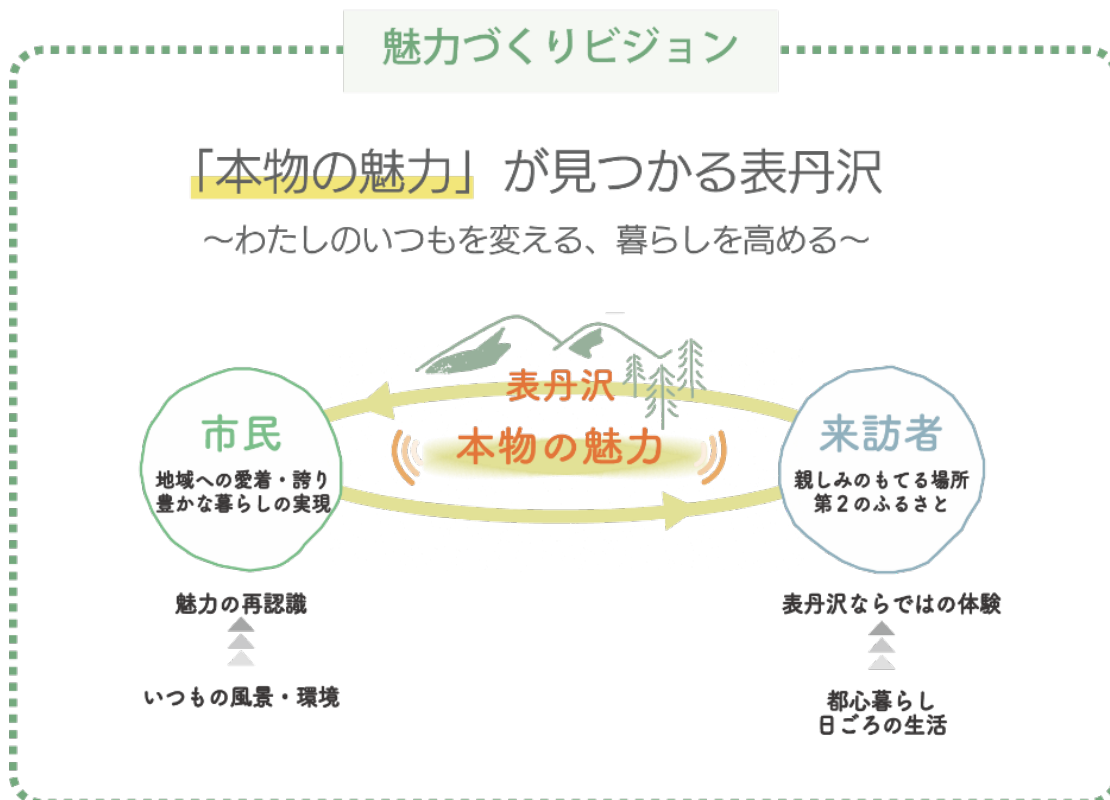 魅力づくりビジョン
「本物の魅力」が見つかる表丹沢
～わたしのいつもを変える、暮らしを高める～
表丹沢
本物の魅力
市民
地域への愛着・誇り
豊かな暮らしの実現
来訪者
親しみのもてる場所
第２のふるさと
魅力の再認識
いつもの風景・環境
表丹沢ならではの体験
都心暮らし
日ごろの生活